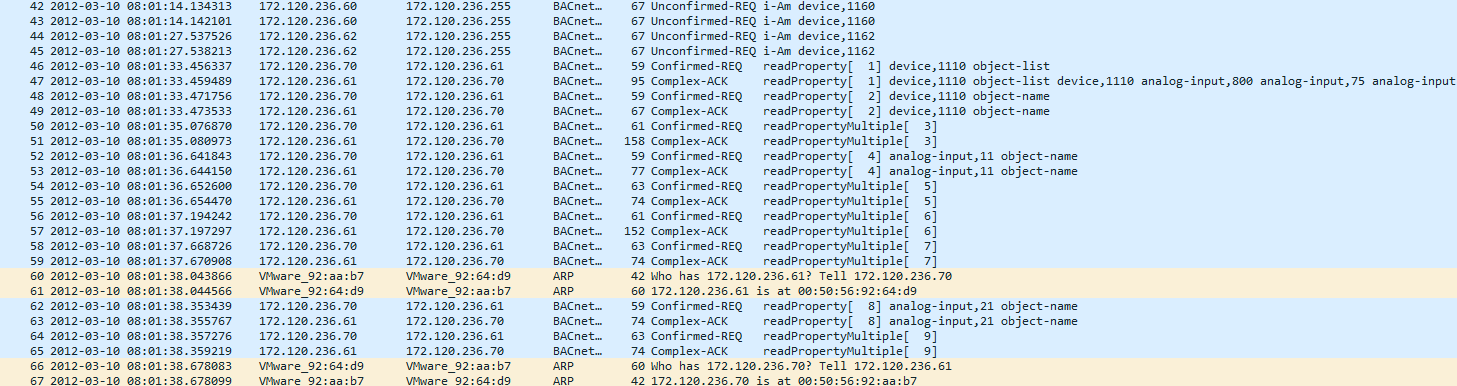 42 2012-03-10 08:01:14.134313 172.120.236.60 172.120.236.255 BACnet… 67 Unconfirmed-REQ i-Am device,1160
43 2012-03-10 08:01:14.142101 172.120.236.60 172.120.236.255 BACnet… 67 Unconfirmed-REQ i-Am device,1160
44 2012-03-10 08:01:27.537526 172.120.236.62 172.120.236.255 BACnet… 67 Unconfirmed-REQ i-Am device,1162
45 2012-03-10 08:01:27.538213 172.120.236.62 172.120.236.255 BACnet… 67 Unconfirmed-REQ i-Am device,1162
46 2012-03-10 08:01:33.456337 172.120.236.70 172.120.236.61 BACnet… 59 Confirmed-REQ readProperty[ 1] device,1110 object-list
47 2012-03-10 08:01:33.459489 172.120.236.61 172.120.236.70 BACnet… 95 Complex-ACK readProperty[ 1] device,1110 object-list device,1110 analog-input,800 analog-input,75 analog-input
48 2012-03-10 08:01:33.471756 172.120.236.70 172.120.236.61 BACnet… 59 Confirmed-REQ readProperty[ 2] device,1110 object-name
49 2012-03-10 08:01:33.473533 172.120.236.61 172.120.236.70 BACnet… 67 Complex-ACK readProperty[ 2] device,1110 object-name
50 2012-03-10 08:01:35.076870 172.120.236.70 172.120.236.61 BACnet… 61 Confirmed-REQ readPropertyMultiple[ 3]
51 2012-03-10 08:01:35.080973 172.120.236.61 172.120.236.70 BACnet… 158 Complex-ACK readPropertyMultiple[ 3]
52 2012-03-10 08:01:36.641843 172.120.236.70 172.120.236.61 BACnet… 59 Confirmed-REQ readProperty[ 4] analog-input,11 object-name
53 2012-03-10 08:01:36.644150 172.120.236.61 172.120.236.70 BACnet… 77 Complex-ACK readProperty[ 4] analog-input,11 object-name
54 2012-03-10 08:01:36.652600 172.120.236.70 172.120.236.61 BACnet… 63 Confirmed-REQ readPropertyMultiple[ 5]
55 2012-03-10 08:01:36.654470 172.120.236.61 172.120.236.70 BACnet… 74 Complex-ACK readPropertyMultiple[ 5]
56 2012-03-10 08:01:37.194242 172.120.236.70 172.120.236.61 BACnet… 61 Confirmed-REQ readPropertyMultiple[ 6]
57 2012-03-10 08:01:37.197297 172.120.236.61 172.120.236.70 BACnet… 152 Complex-ACK readPropertyMultiple[ 6]
58 2012-03-10 08:01:37.668726 172.120.236.70 172.120.236.61 BACnet… 63 Confirmed-REQ readPropertyMultiple[ 7]
59 2012-03-10 08:01:37.670908 172.120.236.61 172.120.236.70 BACnet… 74 Complex-ACK readPropertyMultiple[ 7]
60 2012-03-10 08:01:38.043866 VMware_92:aa:b7 VMware_92:64:d9 ARP 42 Who has 172.120.236.61? Tell 172.120.236.70
61 2012-03-10 08:01:38.044566 VMware_92:64:d9 VMware_92:aa:b7 ARP 60 172.120.236.61 is at 00:50:56:92:64:d9
62 2012-03-10 08:01:38.353439 172.120.236.70 172.120.236.61 BACnet… 59 Confirmed-REQ readProperty[ 8] analog-input,21 object-name
63 2012-03-10 08:01:38.355767 172.120.236.61 172.120.236.70 BACnet… 74 Complex-ACK readProperty[ 8] analog-input,21 object-name
64 2012-03-10 08:01:38.357276 172.120.236.70 172.120.236.61 BACnet… 63 Confirmed-REQ readPropertyMultiple[ 9]
65 2012-03-10 08:01:38.359219 172.120.236.61 172.120.236.70 BACnet… 74 Complex-ACK readPropertyMultiple[ 9]
66 2012-03-10 08:01:38.678083 VMware_92:64:d9 VMware_92:aa:b7 ARP 60 Who has 172.120.236.70? Tell 172.120.236.61
67 2012-03-10 08:01:38.678099 VMware_92:aa:b7 VMware_92:64:d9 ARP 42 172.120.236.70 is at 00:50:56:92:aa:b7